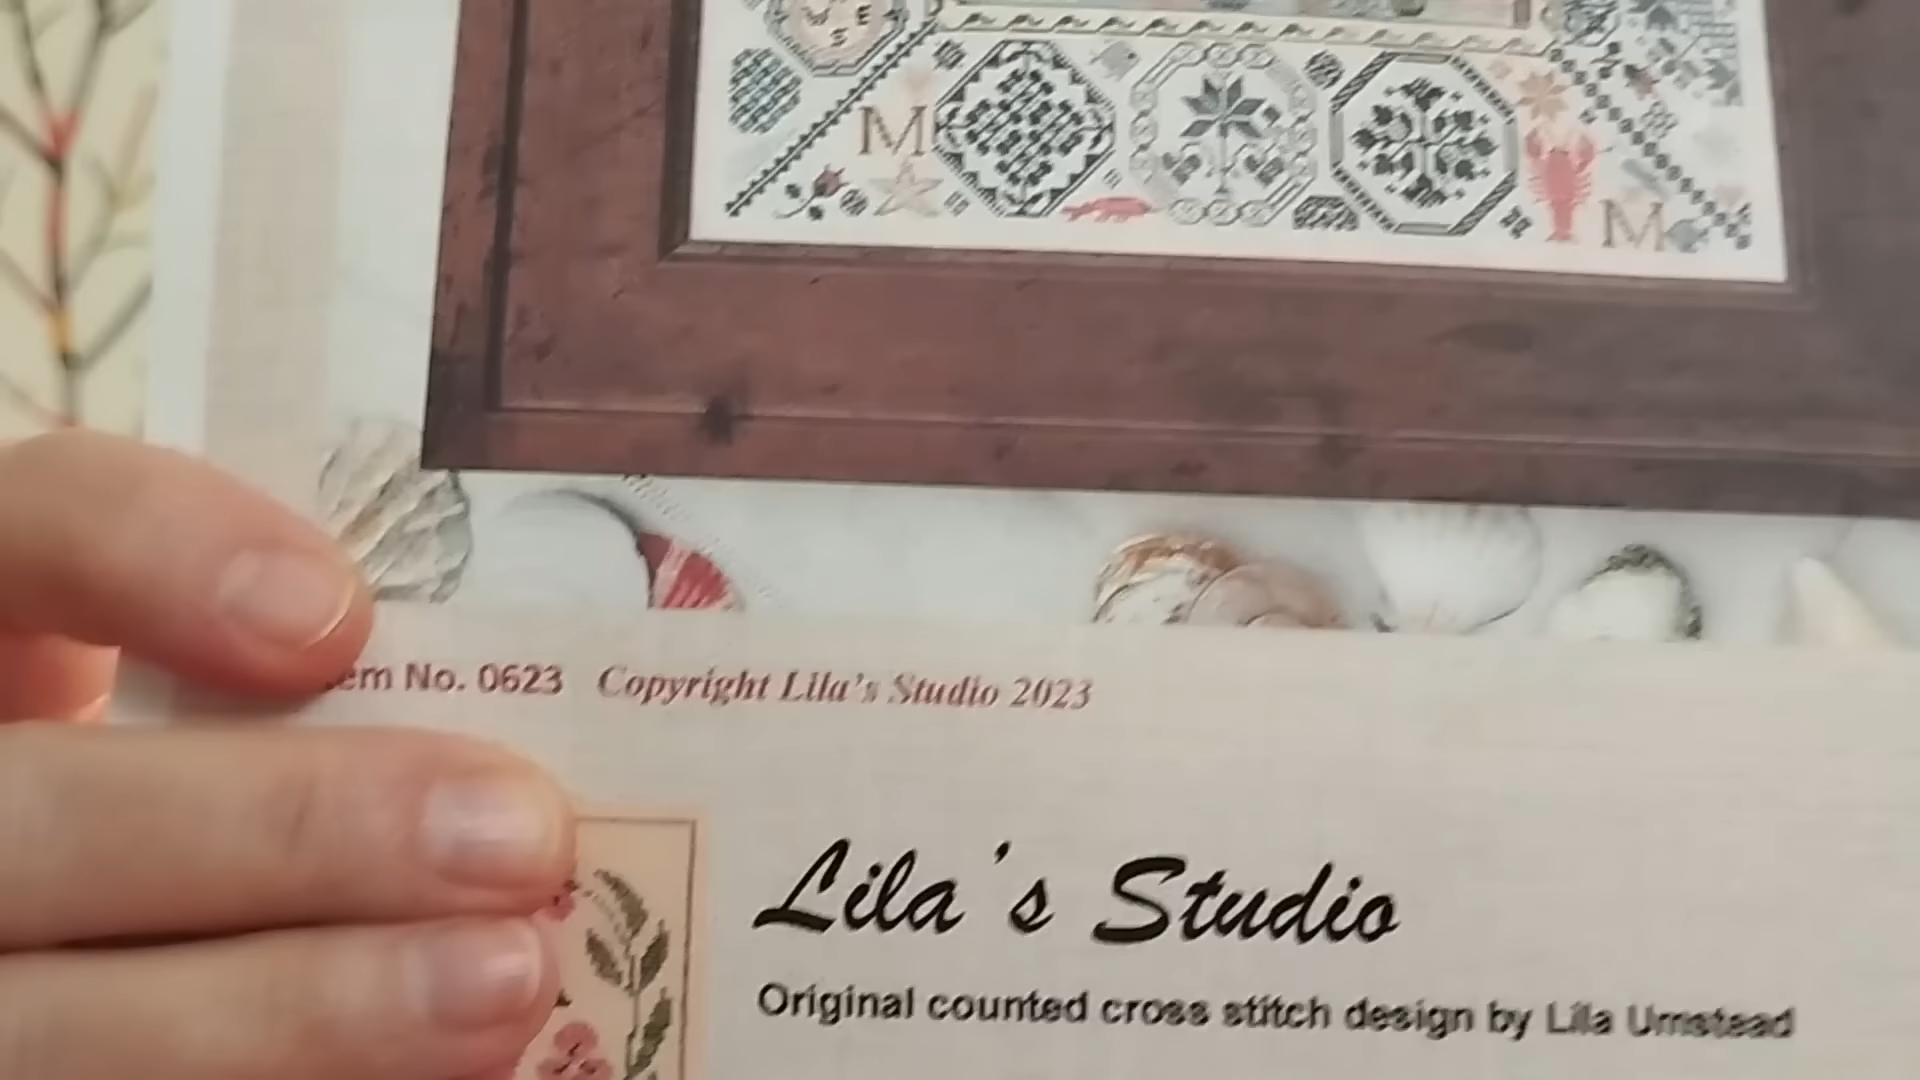 M
M
em No. 0623 Copyright Lila's Studio 2023
Lila's Studio
Original counted cross stitch design by Lila Umstead